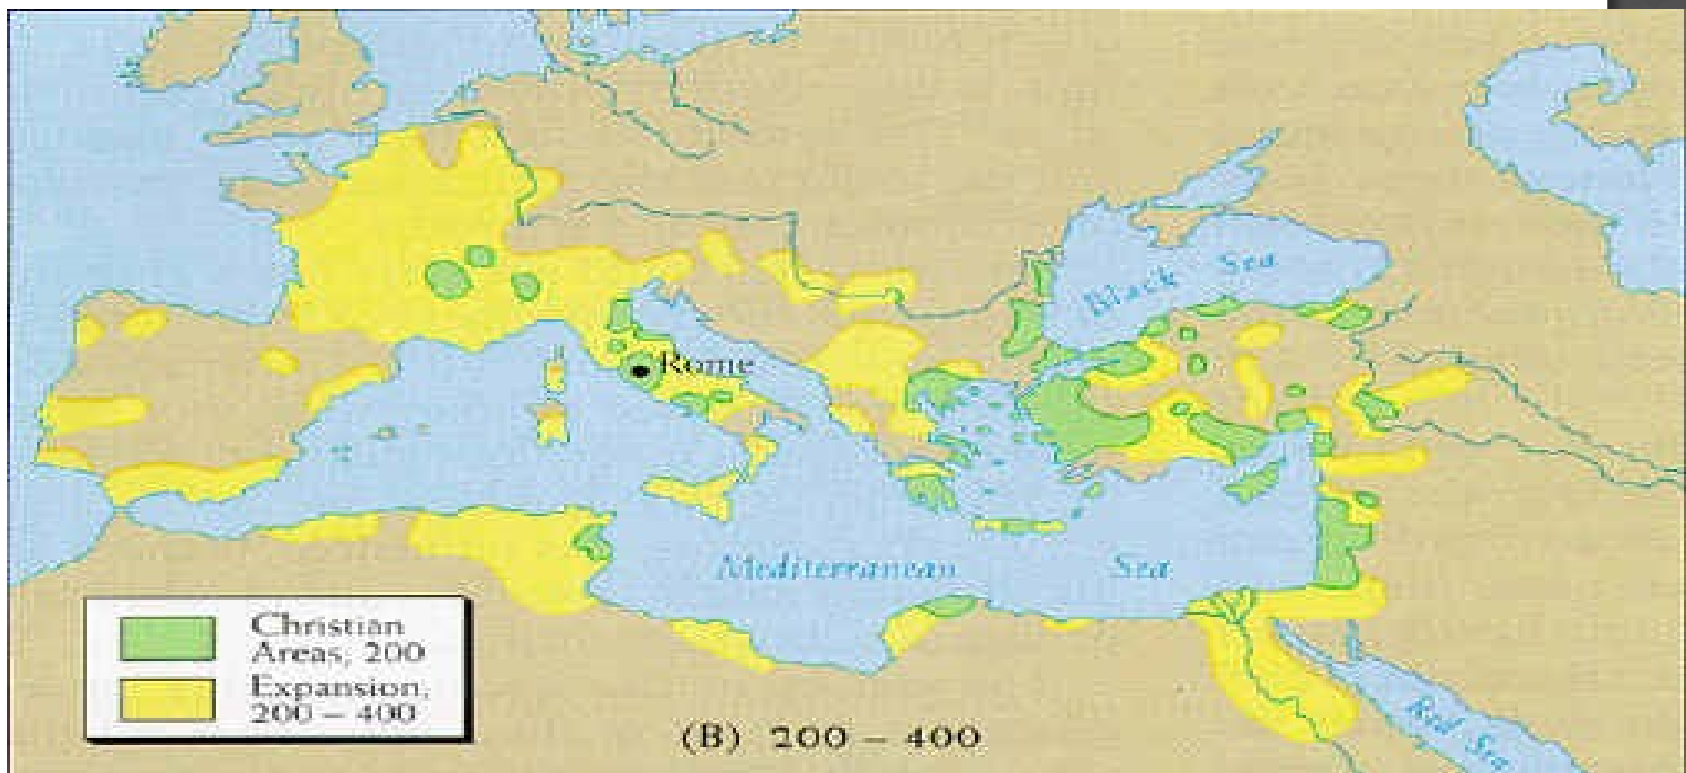 Black Sea
Rome
Mediterranean Sea
Christian
Areas, 200
Expansion,
200 – 400
(B) 200 – 400
Red Sea